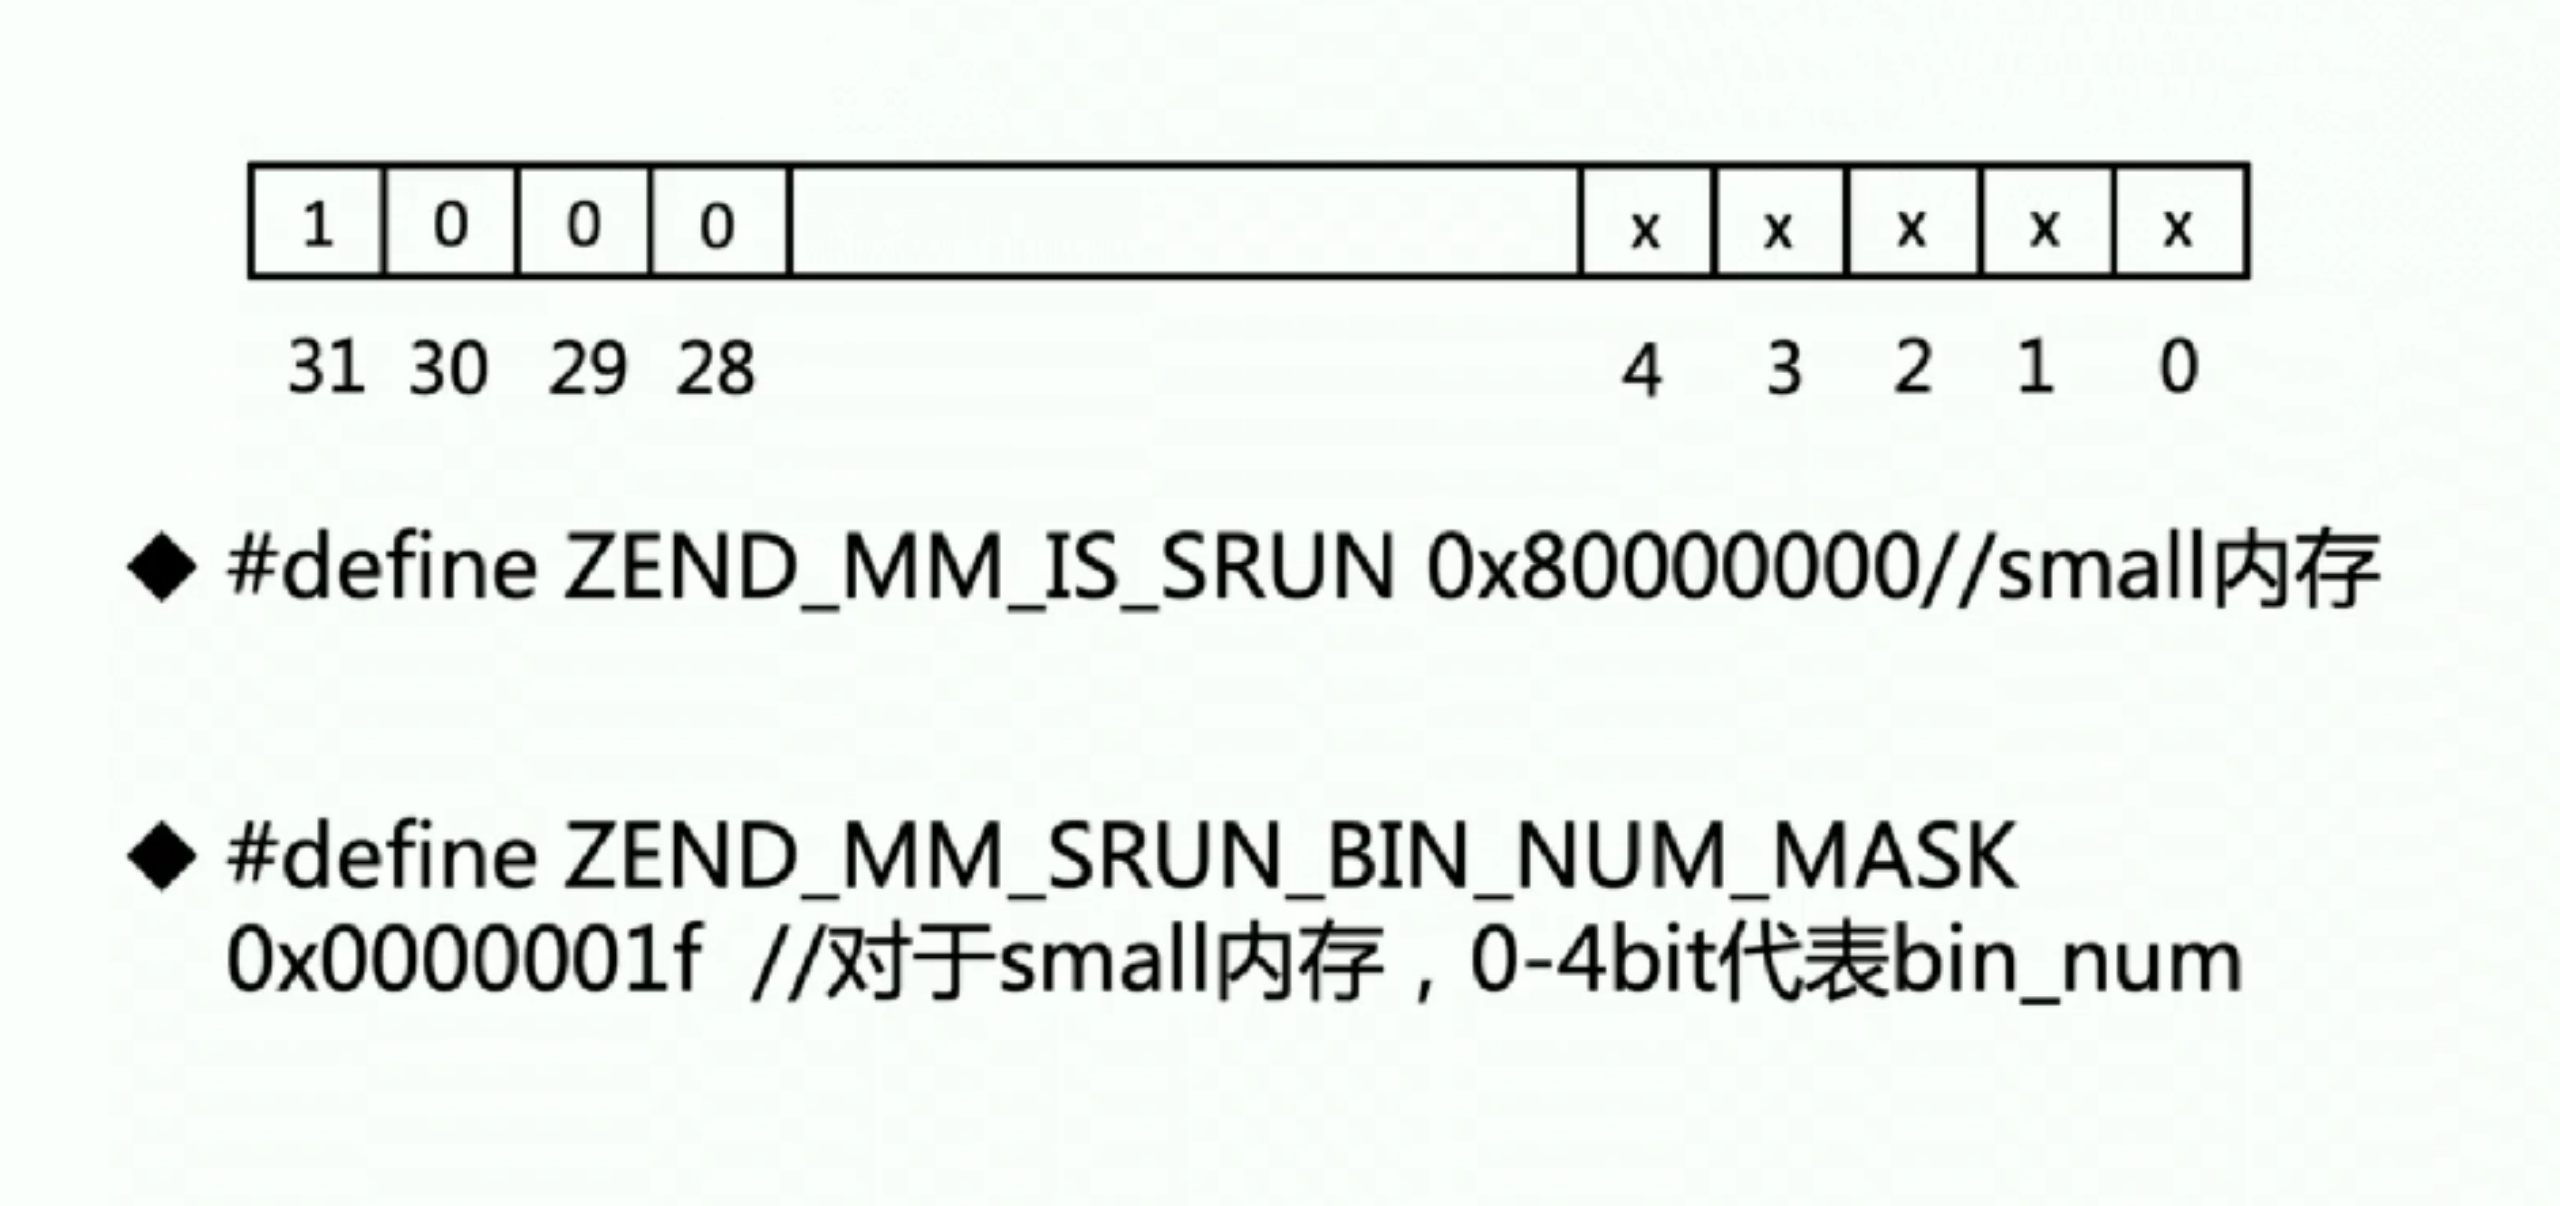 1 0 0 0 x x x x x
31 30 29 28 4 3 2 1 0
◆ #define ZEND_MM_IS_SRUN 0x80000000//small内存
◆ #define ZEND_MM_SRUN_BIN_NUM_MASK
0x0000001f //对于small内存，0-4bit代表bin_num